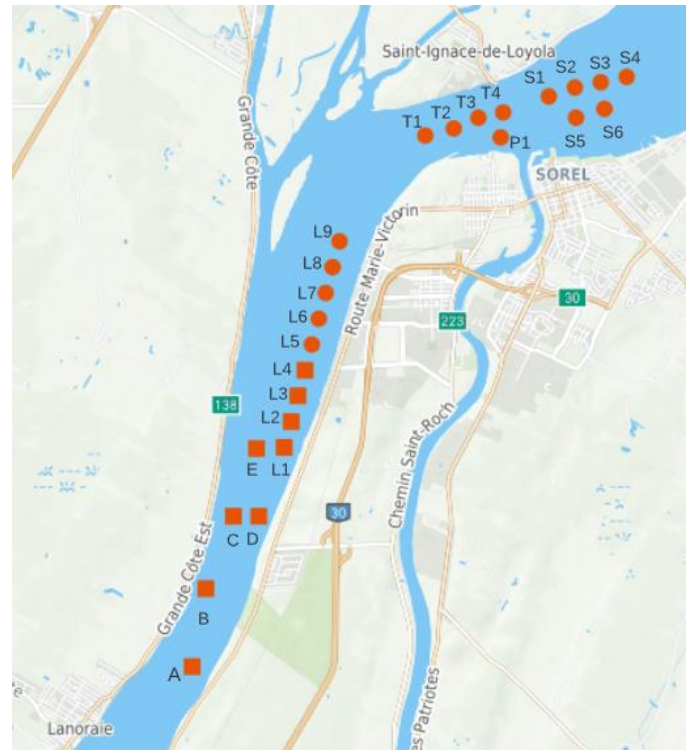 Saint-Ignace-de-Loyola
S4
S3
S2
S1
Grande Côte
T4
T3
T2
T1
S6
S5
P1
SOREL
L9
Route Marie-Victorin
L8
L7
30
L6
223
L5
L4
L3
138
L2
Chemin Saint-Roch
E
L1
30
C
D
Grande Côte Est
B
A
es Patriotes
Lanoraie